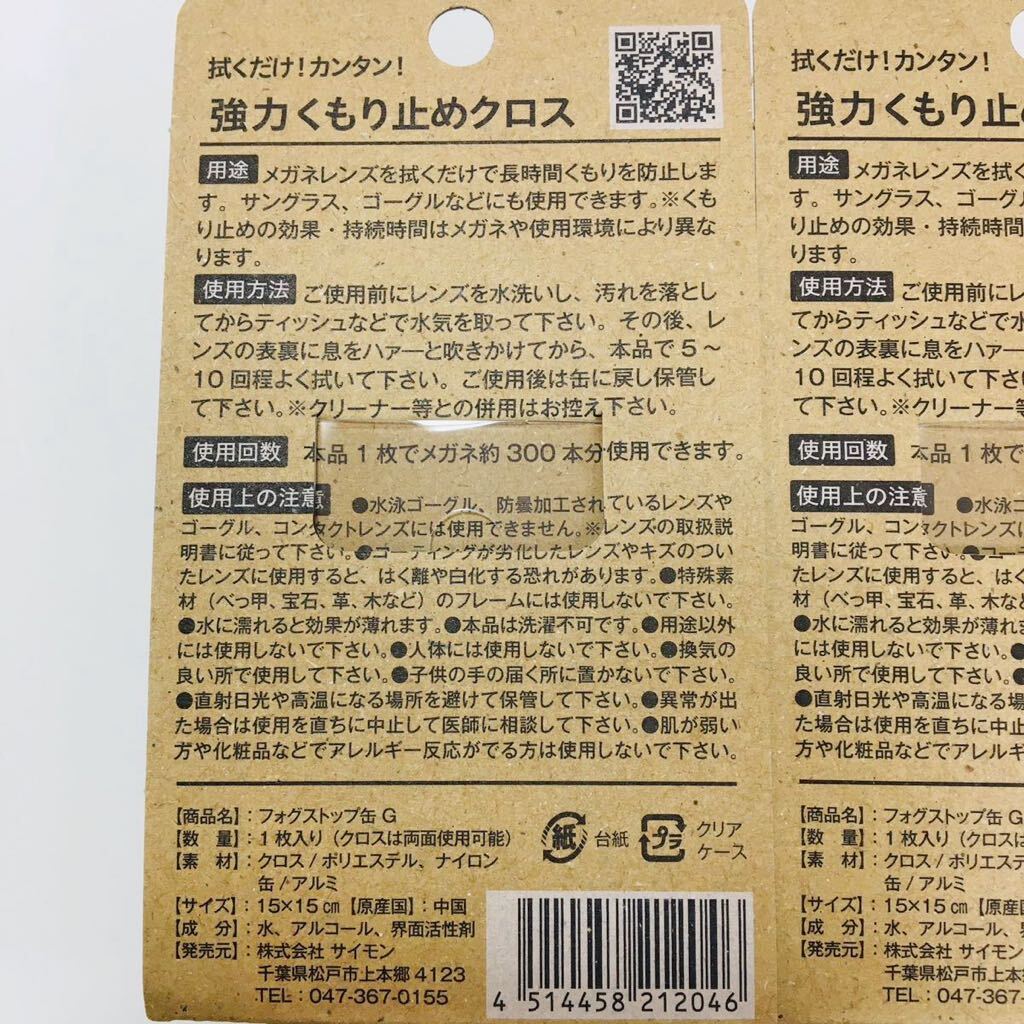 拭くだけ!カンタン!
強力くもり止めクロス
用途 メガネレンズを拭くだけで長時間くもりを防止しま
す。サングラス、ゴーグルなどにも使用できます。※くも
り止めの効果・持続時間はメガネや使用環境により異な
ります。
使用方法 ご使用前にレンズを水洗いし、汚れを落とし
てからティッシュなどで水気を取って下さい。その後、レ
ンズの表裏に息をハァーと吹きかけてから、本品で5〜
10回程よく拭いて下さい。ご使用後は缶に戻し保管し
て下さい。※クリーナー等との併用はお控え下さい。
使用回数 本品1枚でメガネ約300本分使用できます。
使用上の注意 ●水泳ゴーグル、防曇加工されているレンズや
ゴーグル、コンタクトレンズには使用できません。※レンズの取扱説
明書に従って下さい。●コーティングが劣化したレンズやキズのつい
たレンズに使用すると、はく離や白化する恐れがあります。●特殊素
材(べっ甲、宝石、革、木など)のフレームには使用しないで下さい。
●水に濡れると効果が薄れます。●本品は洗濯不可です。●用途以外
には使用しないで下さい。●人体には使用しないで下さい。●換気の
良い所で使用して下さい。●子供の手の届く所に置かないで下さい。
●直射日光や高温になる場所を避けて保管して下さい。●異常が出
た場合は使用を直ちに中止して医師に相談して下さい。●肌が弱い
方や化粧品などでアレルギー反応がでる方は使用しないで下さい。
【商品名】:フォグストップ缶G
【数 量】:1枚入り(クロスは両面使用可能)
【素 材】:クロス/ポリエステル、ナイロン
缶/アルミ
【サイズ】:15×15㎝【原産国】:中国
【成 分】:水、アルコール、界面活性剤
【発売元】:株式会社 サイモン
千葉県松戸市上本郷4123
TEL:047-367-0155
紙 台紙
プラ クリア
ケース
4 514458 212046
拭くだけ!カンタン!
強力くもり止
用途 メガネレンズを拭く
す。サングラス、ゴーグル
り止めの効果・持続時間
ります。
使用方法 ご使用前にレ
てからティッシュなどで水
ンズの表裏に息をハァー
10回程よく拭いて下さい
て下さい。※クリーナー
使用回数 本品1枚で
使用上の注意 ●水泳ゴ
ゴーグル、コンタクトレンズに
明書に従って下さい。●コーテ
たレンズに使用すると、はく
材(べっ甲、宝石、革、木など
●水に濡れると効果が薄れま
には使用しないで下さい。●
良い所で使用して下さい。●
●直射日光や高温になる場
た場合は使用を直ちに中止
方や化粧品などでアレルギ
【商品名】:フォグストップ缶G
【数 量】:1枚入り(クロスは
【素 材】:クロス/ポリエステ
缶/アルミ
【サイズ】:15×15㎝【原産
【成 分】:水、アルコール、界
【発売元】:株式会社 サイモン
千葉県松戸市上本
TEL:047-367-